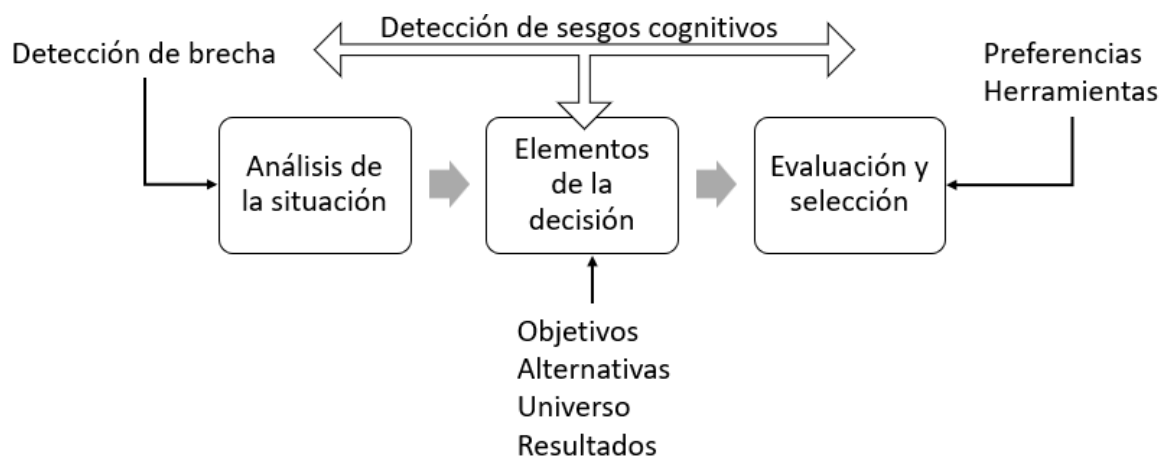 Detección de sesgos cognitivos
Detección de brecha
Preferencias
Herramientas
Análisis de
la situación
Elementos
de la
decisión
Evaluación y
selección
Objetivos
Alternativas
Universo
Resultados